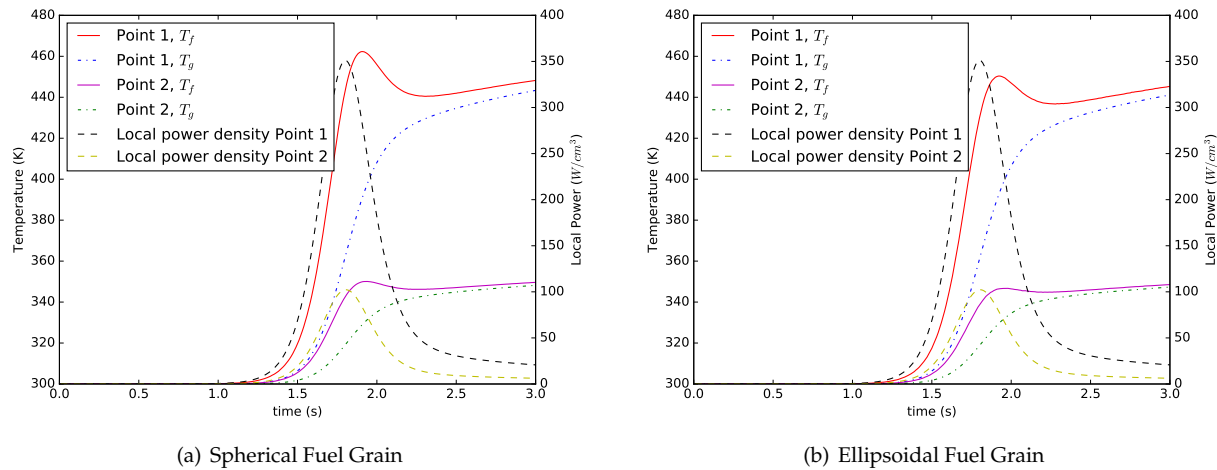 480
460
440
420
400
380
360
340
320
300
Temperature (K)
0.0 0.5 1.0 1.5 2.0 2.5 3.0
time (s)
400
350
300
250
200
150
100
50
0
Local Power (W/cm³)
Point 1, T_f
Point 1, T_g
Point 2, T_f
Point 2, T_g
Local power density Point 1
Local power density Point 2
(a) Spherical Fuel Grain
480
460
440
420
400
380
360
340
320
300
Temperature (K)
0.0 0.5 1.0 1.5 2.0 2.5 3.0
time (s)
400
350
300
250
200
150
100
50
0
Local Power (W/cm³)
Point 1, T_f
Point 1, T_g
Point 2, T_f
Point 2, T_g
Local power density Point 1
Local power density Point 2
(b) Ellipsoidal Fuel Grain